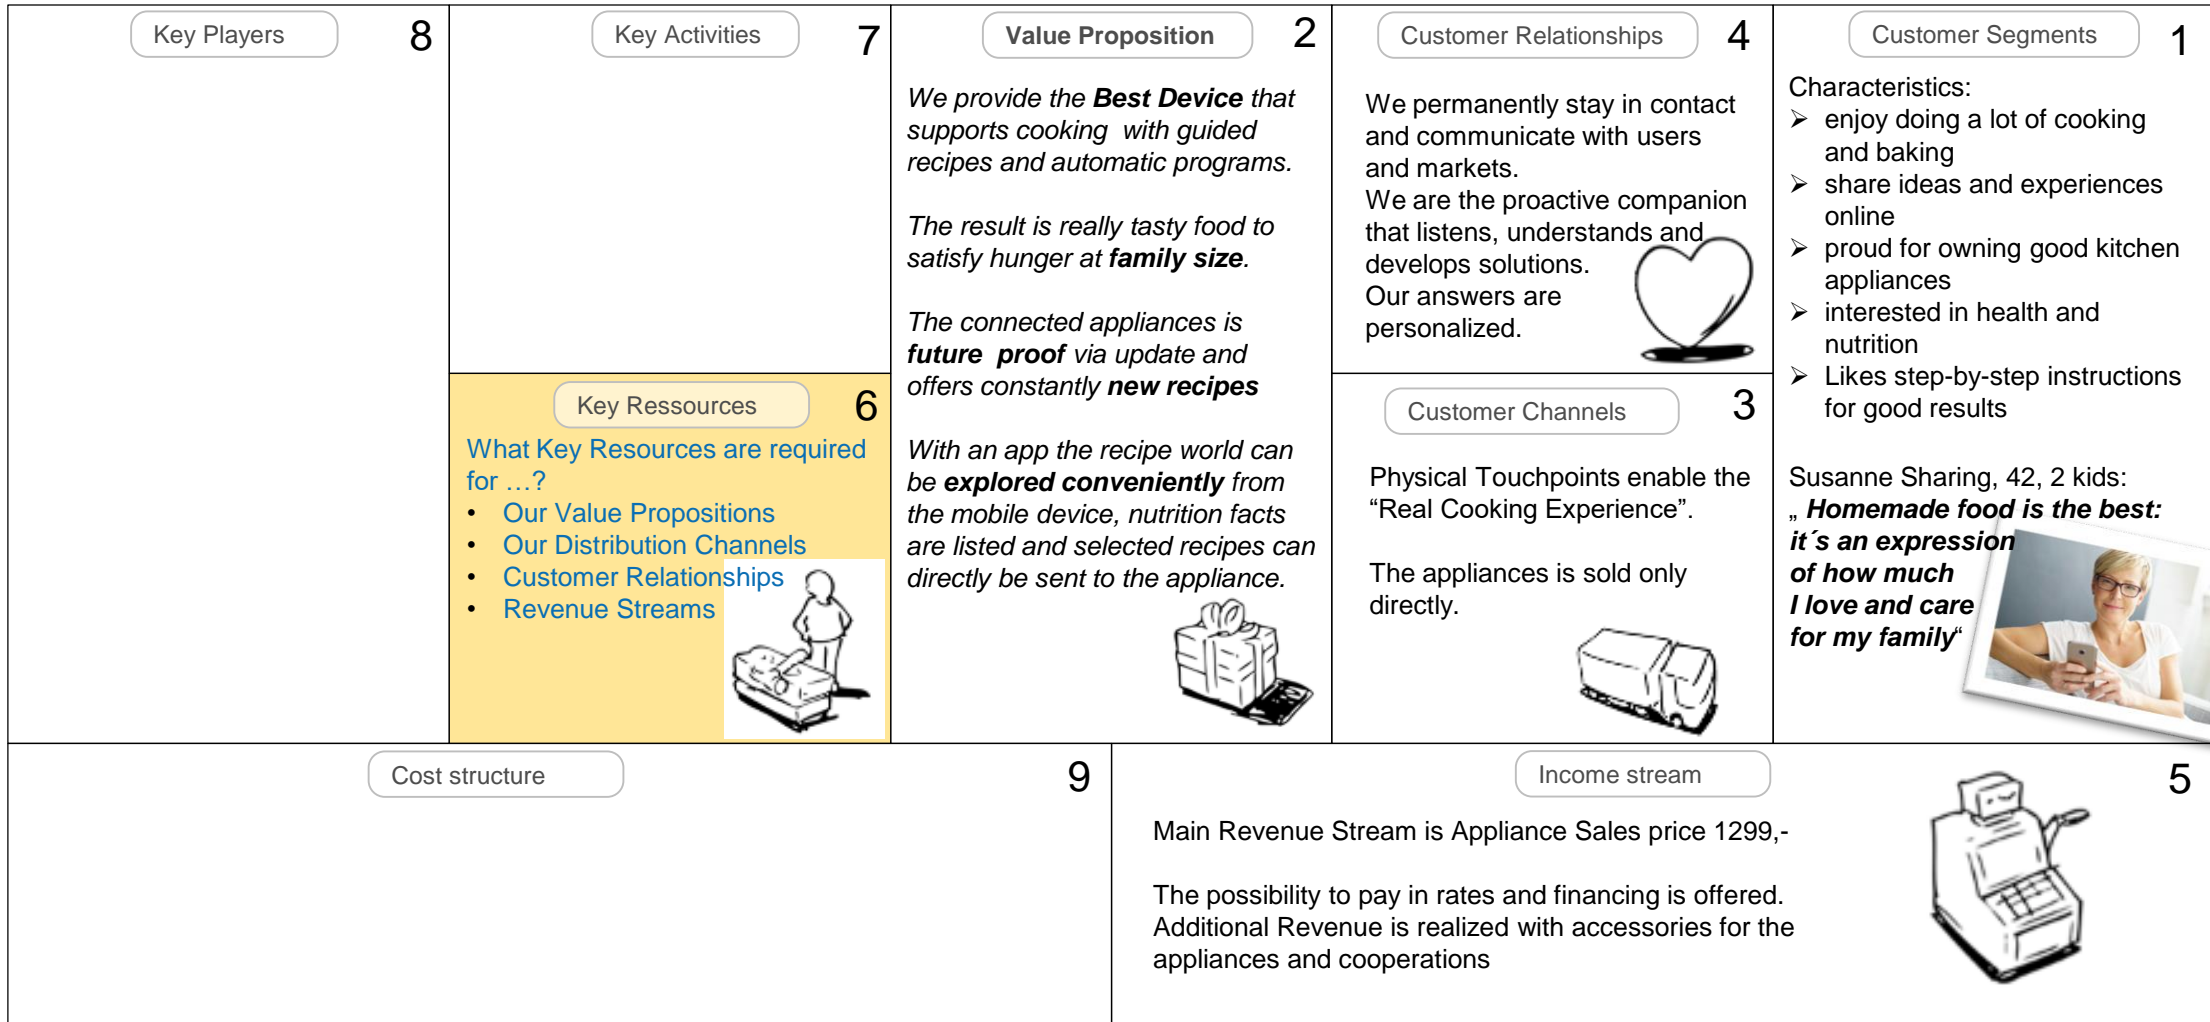 Key Players
8
Key Activities
7
Value Proposition
2
We provide the Best Device that
supports cooking with guided
recipes and automatic programs.
The result is really tasty food to
satisfy hunger at family size.
The connected appliances is
future proof via update and
offers constantly new recipes
With an app the recipe world can
be explored conveniently from
the mobile device, nutrition facts
are listed and selected recipes can
directly be sent to the appliance.
Customer Relationships
4
We permanently stay in contact
and communicate with users
and markets.
We are the proactive companion
that listens, understands and
develops solutions.
Our answers are
personalized.
Customer Segments
1
Characteristics:
➢ enjoy doing a lot of cooking
and baking
➢ share ideas and experiences
online
➢ proud for owning good kitchen
appliances
➢ interested in health and
nutrition
➢ Likes step-by-step instructions
for good results
Susanne Sharing, 42, 2 kids:
„ Homemade food is the best:
it´s an expression
of how much
I love and care
for my family“
Key Ressources
6
What Key Resources are required
for …?
• Our Value Propositions
• Our Distribution Channels
• Customer Relationships
• Revenue Streams
Customer Channels
3
Physical Touchpoints enable the
“Real Cooking Experience”.
The appliances is sold only
directly.
Cost structure
9
Income stream
5
Main Revenue Stream is Appliance Sales price 1299,-
The possibility to pay in rates and financing is offered.
Additional Revenue is realized with accessories for the
appliances and cooperations